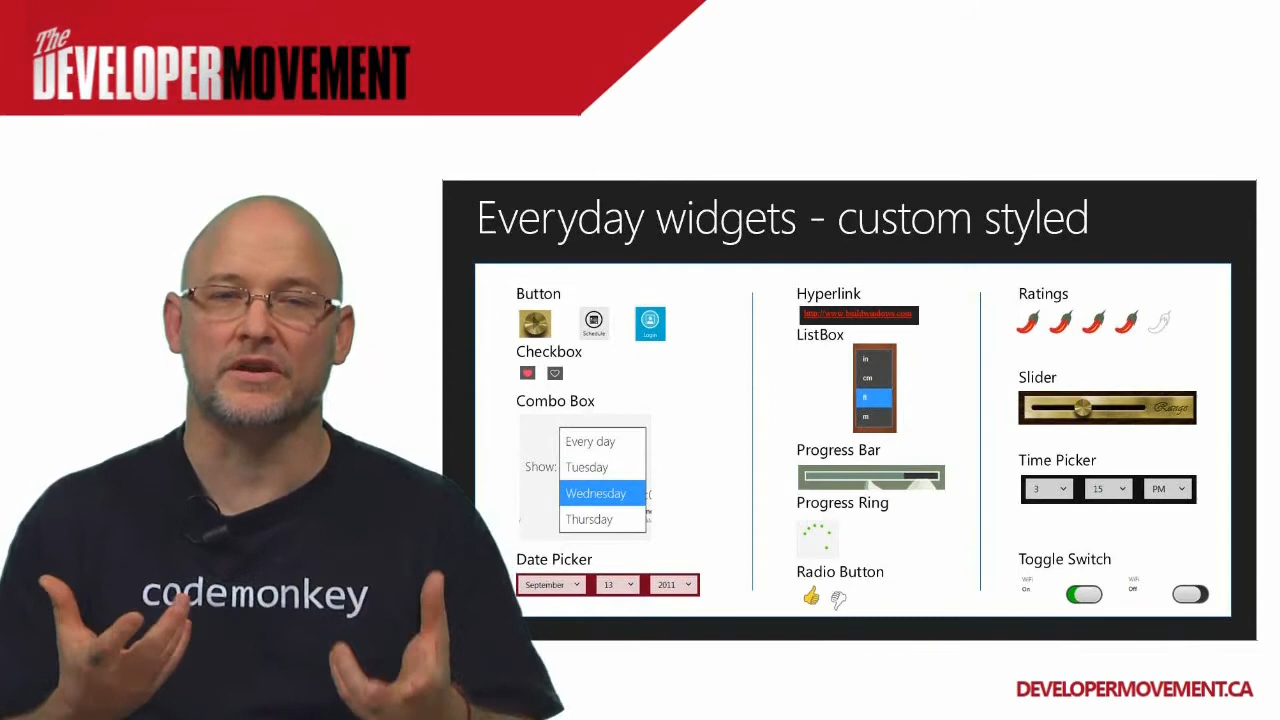 The
DEVELOPERMOVEMENT
Everyday widgets - custom styled
Button
Schedule
Login
Checkbox
Combo Box
Show:
Every day
Tuesday
Wednesday
Thursday
Date Picker
September 13 2011
Hyperlink
http://www.buildwindows.com
ListBox
in
cm
ft
m
Progress Bar
Progress Ring
Radio Button
Ratings
Slider
Range
Time Picker
3 15 PM
Toggle Switch
WiFi
On
WiFi
Off
codemonkey
DEVELOPERMOVEMENT.CA